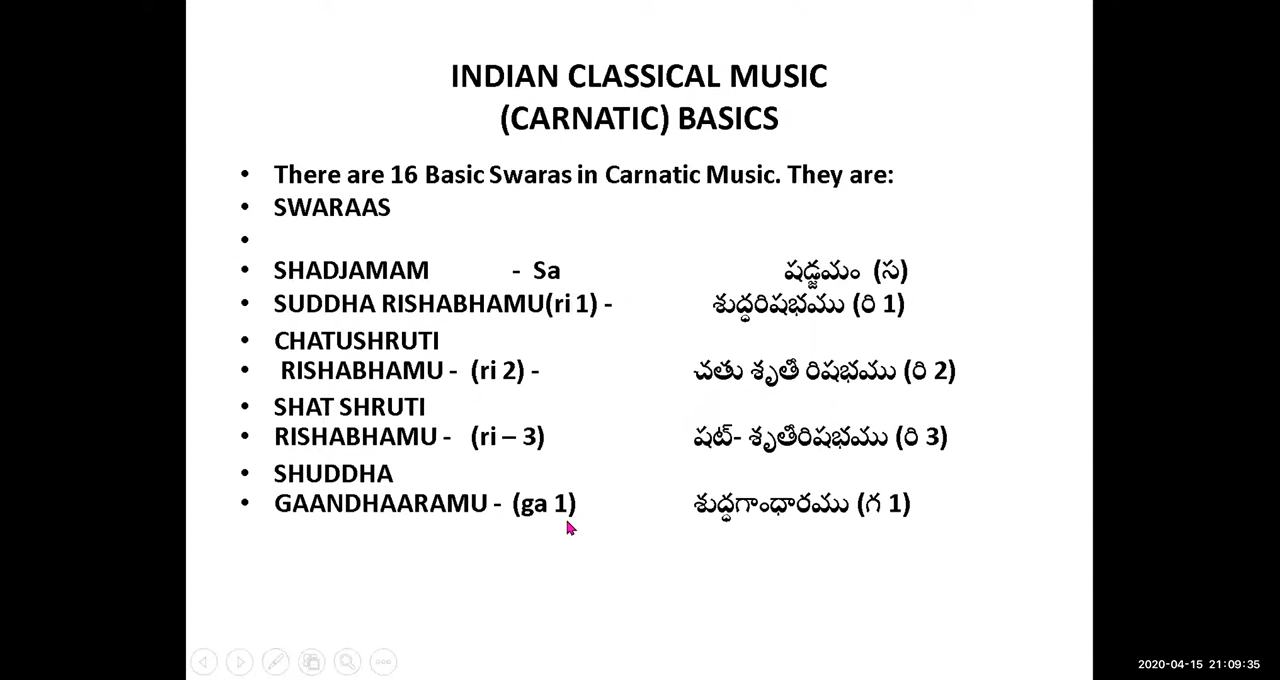 INDIAN CLASSICAL MUSIC
(CARNATIC) BASICS
• There are 16 Basic Swaras in Carnatic Music. They are:
• SWARAAS
•
• SHADJAMAM - Sa షడ్జమం (స)
• SUDDHA RISHABHAMU(ri 1) - శుద్ధరిషభము (రి 1)
• CHATUSHRUTI
• RISHABHAMU - (ri 2) - చతు శృతీ రిషభము (రి 2)
• SHAT SHRUTI
• RISHABHAMU - (ri – 3) షట్- శృతీరిషభము (రి 3)
• SHUDDHA
• GAANDHAARAMU - (ga 1) శుద్ధగాంధారము (గ 1)
2020-04-15 21:09:35